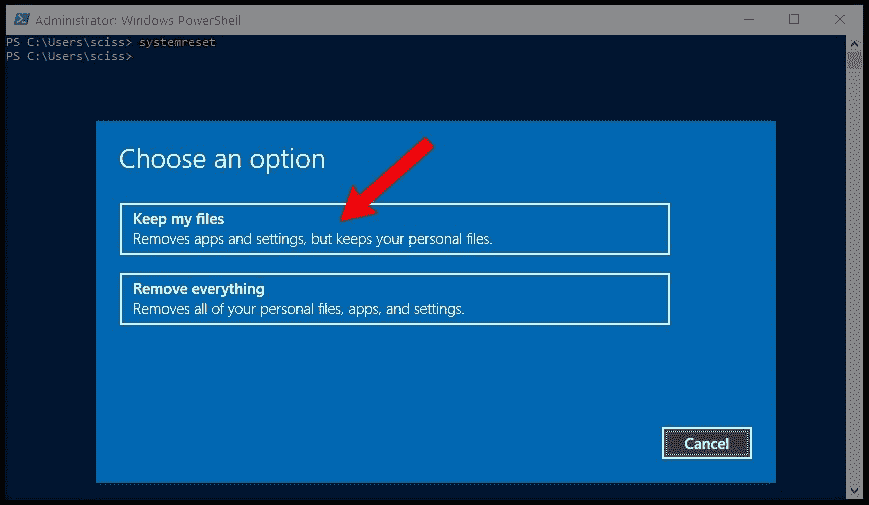 Administrator: Windows PowerShell
PS C:\Users\sciss> systemreset
PS C:\Users\sciss>
Choose an option
Keep my files
Removes apps and settings, but keeps your personal files.
Remove everything
Removes all of your personal files, apps, and settings.
Cancel